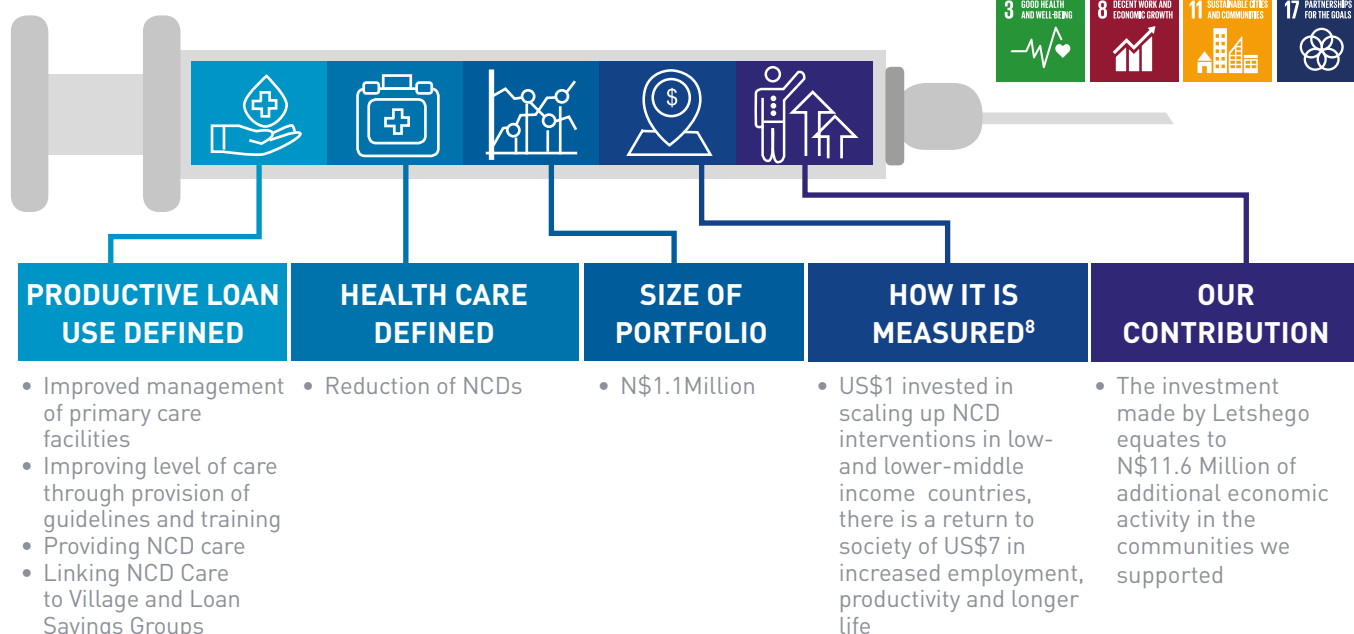 3 GOOD HEALTH
AND WELL-BEING
8 DECENT WORK AND
ECONOMIC GROWTH
11 SUSTAINABLE CITIES
AND COMMUNITIES
17 PARTNERSHIPS
FOR THE GOALS
$
PRODUCTIVE LOAN
USE DEFINED
• Improved management
of primary care
facilities
• Improving level of care
through provision of
guidelines and training
• Providing NCD care
• Linking NCD Care
to Village and Loan
Savings Groups
HEALTH CARE
DEFINED
• Reduction of NCDs
SIZE OF
PORTFOLIO
• N$1.1Million
HOW IT IS
MEASURED⁸
• US$1 invested in
scaling up NCD
interventions in low-
and lower-middle
income countries,
there is a return to
society of US$7 in
increased employment,
productivity and longer
life
OUR
CONTRIBUTION
• The investment
made by Letshego
equates to
N$11.6 Million of
additional economic
activity in the
communities we
supported